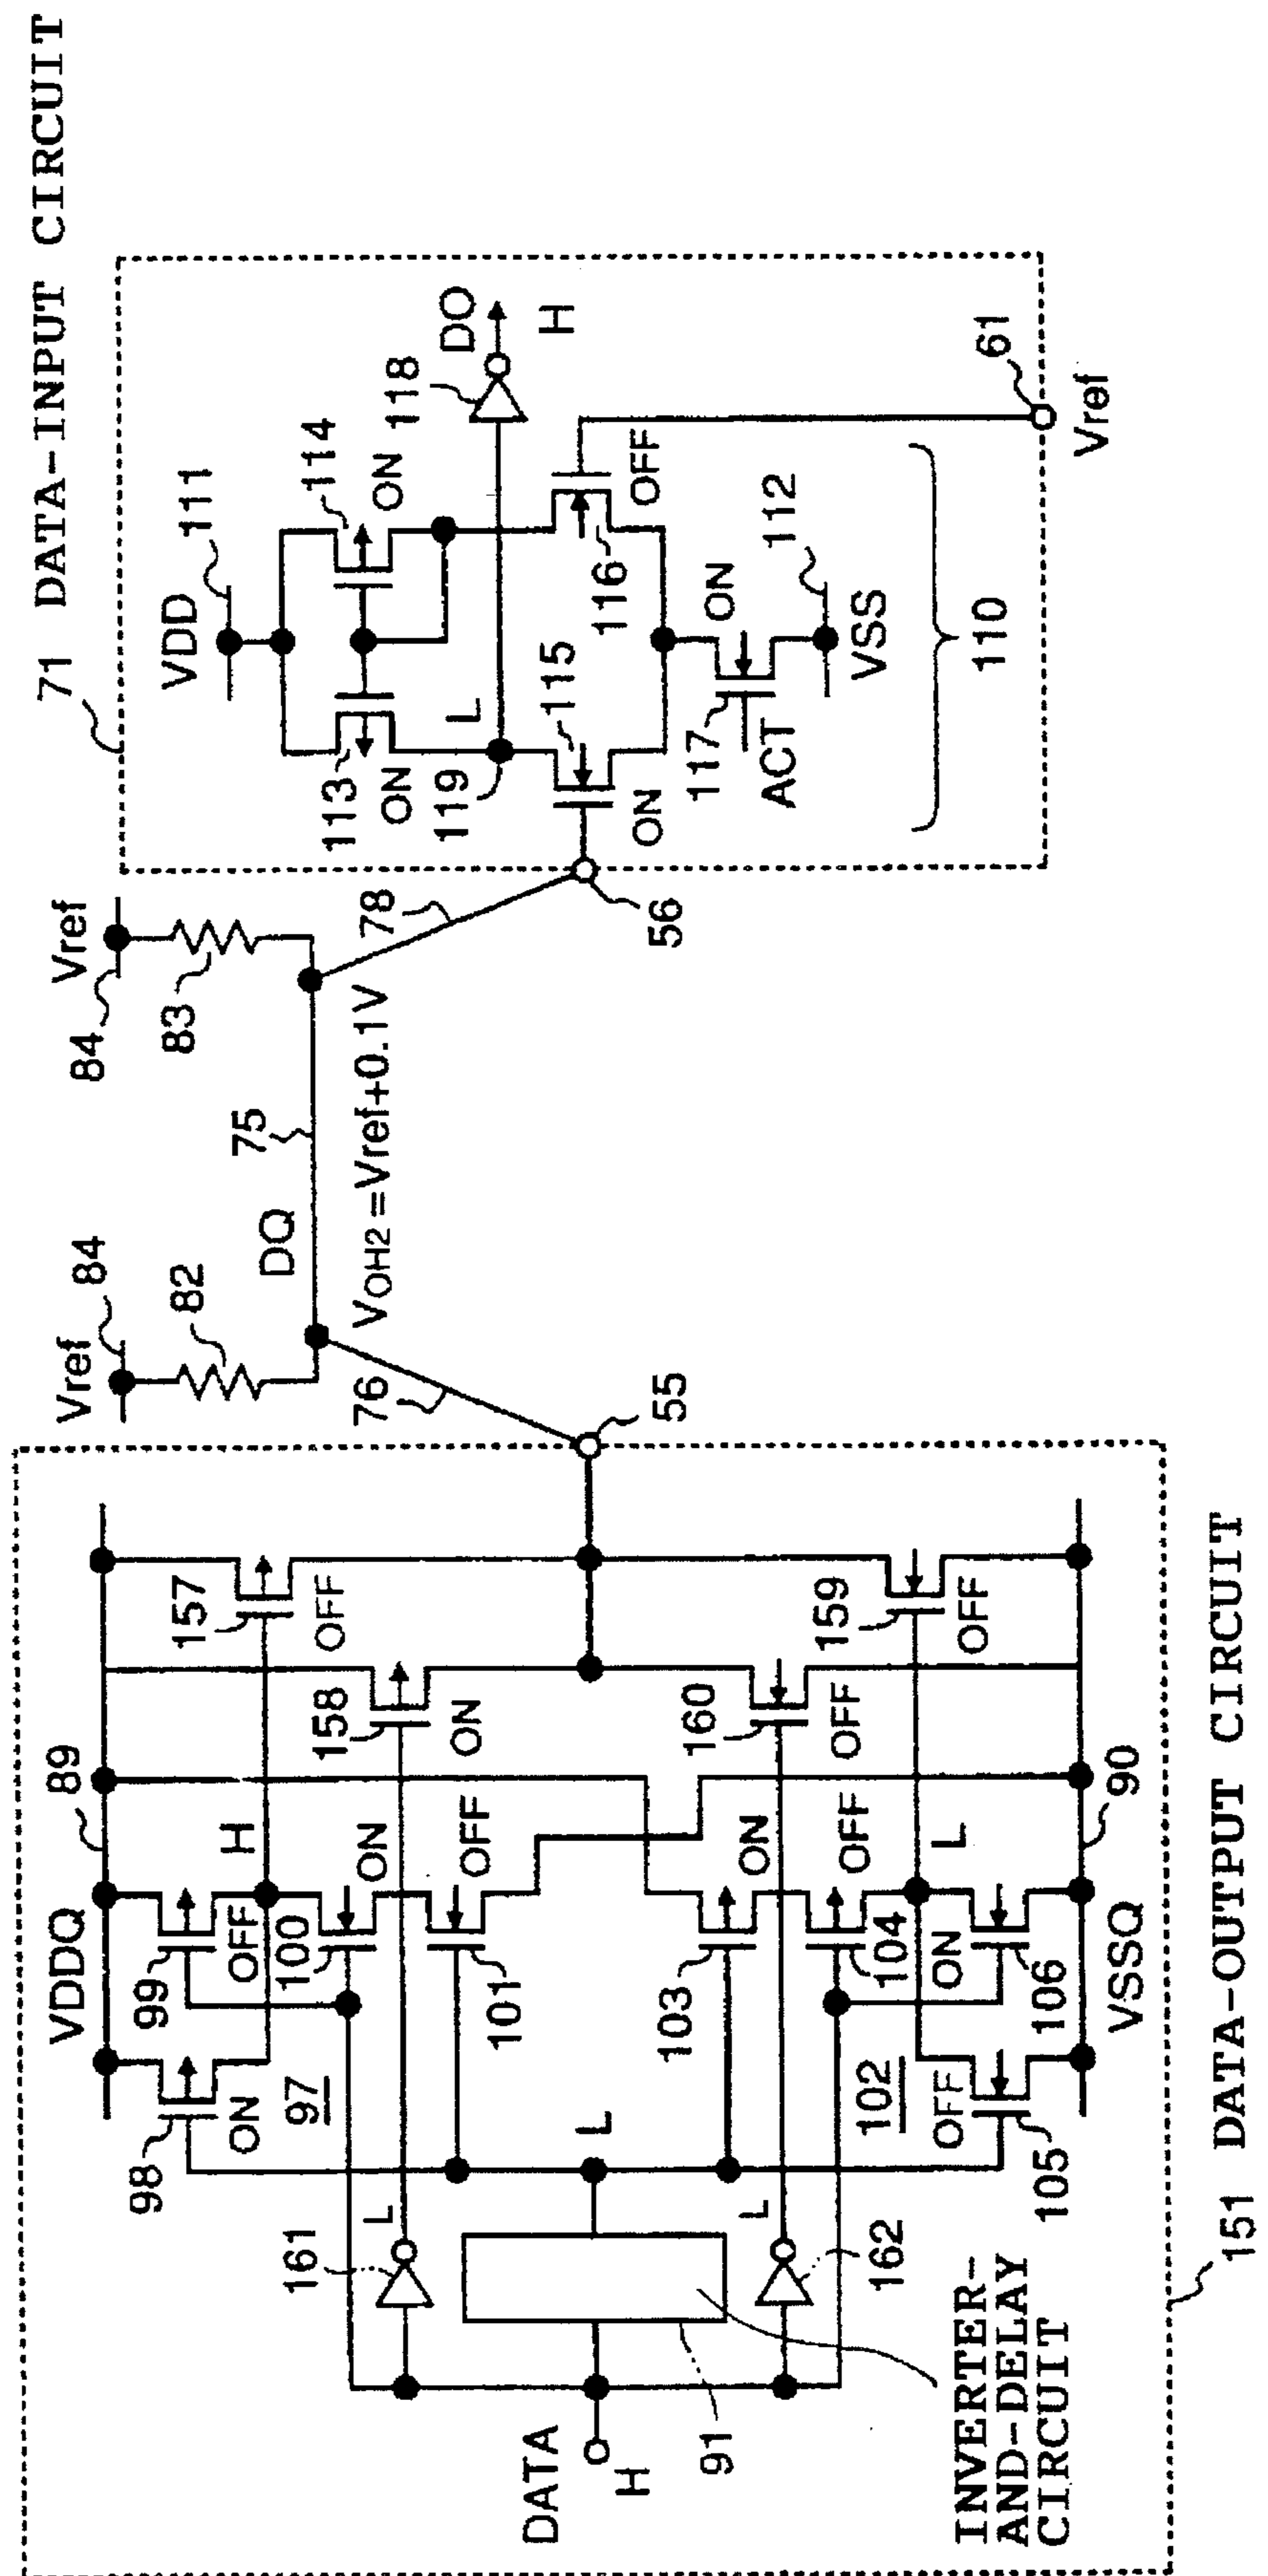 71 DATA-INPUT CIRCUIT
VDD
111
113
ON
114
ON
L
119
118
DO
H
115
ON
116
OFF
117
ON
ACT
112
VSS
110
61
Vref
Vref
84
82
Vref
84
83
DQ
75
VOH2=Vref+0.1V
76
78
55
56
VDDQ
89
98
ON
99
OFF
H
97
100
ON
101
OFF
157
OFF
158
ON
161
L
DATA
H
91
L
162
L
INVERTER-
AND-DELAY
CIRCUIT
103
ON
104
OFF
102
105
OFF
106
ON
L
159
OFF
160
OFF
VSSQ
90
151 DATA-OUTPUT CIRCUIT